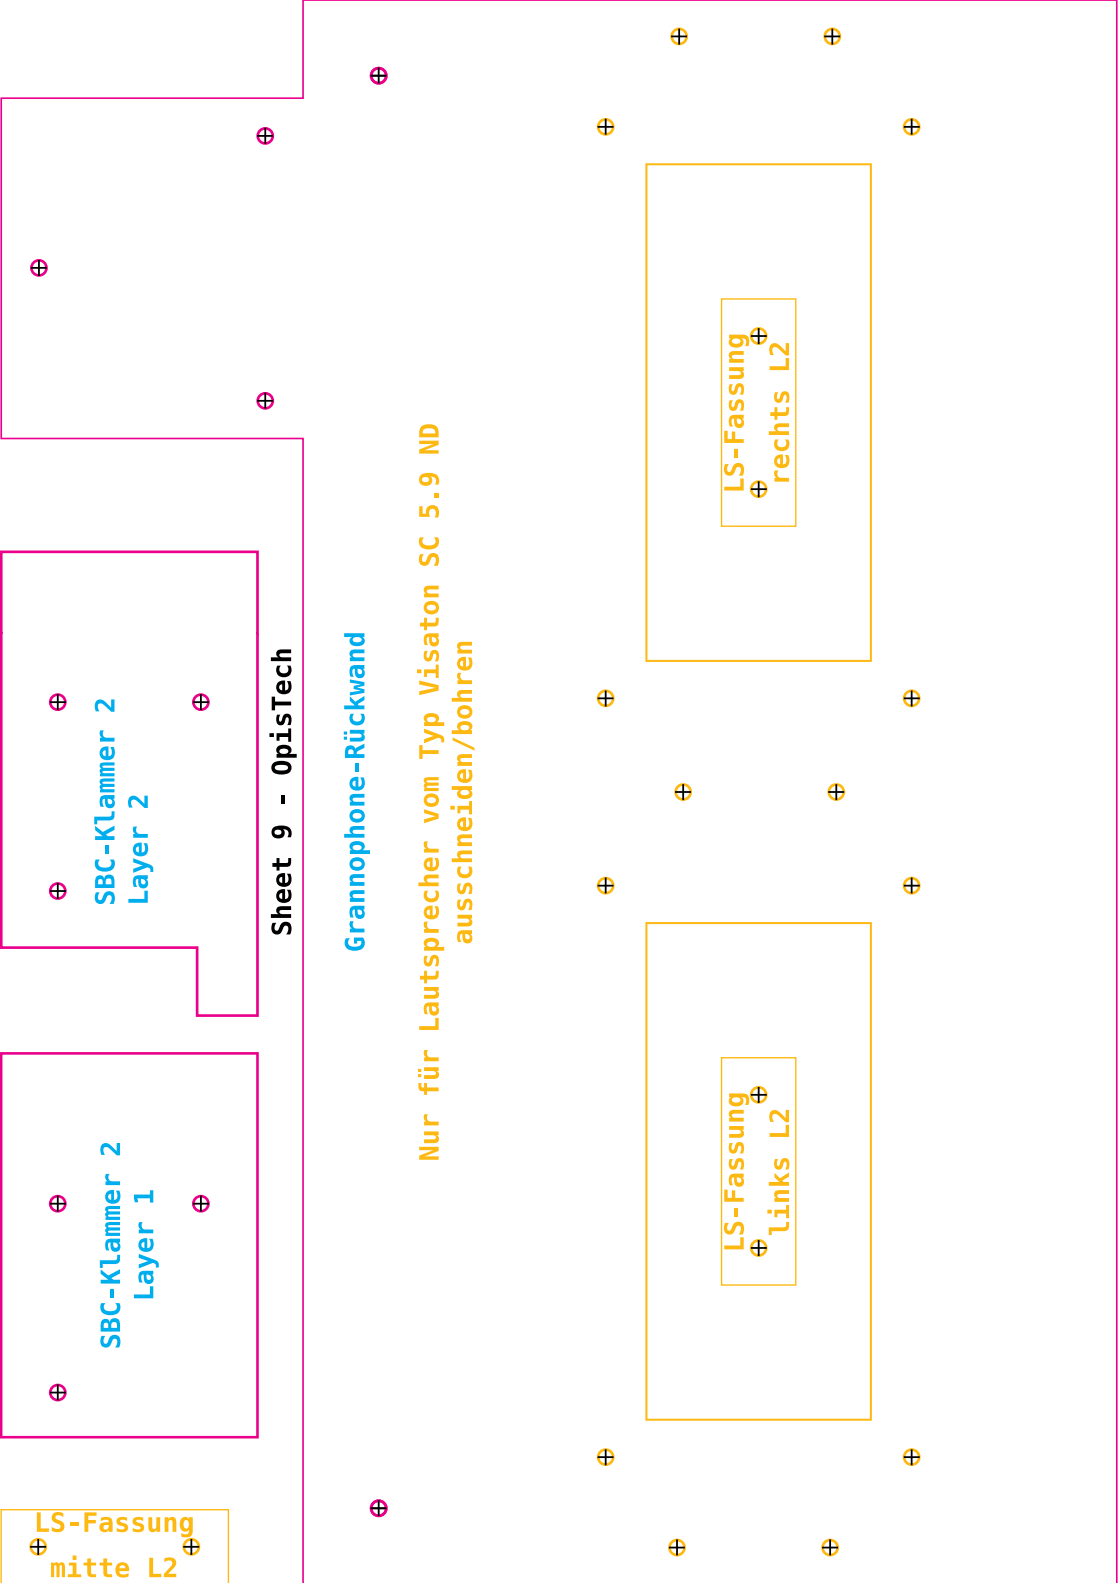 SBC-Klammer 2
Layer 2
SBC-Klammer 2
Layer 1
LS-Fassung
mitte L2
Sheet 9 - OpisTech
Grannophone-Rückwand
Nur für Lautsprecher vom Typ Visaton SC 5.9 ND
ausschneiden/bohren
LS-Fassung
rechts L2
LS-Fassung
links L2